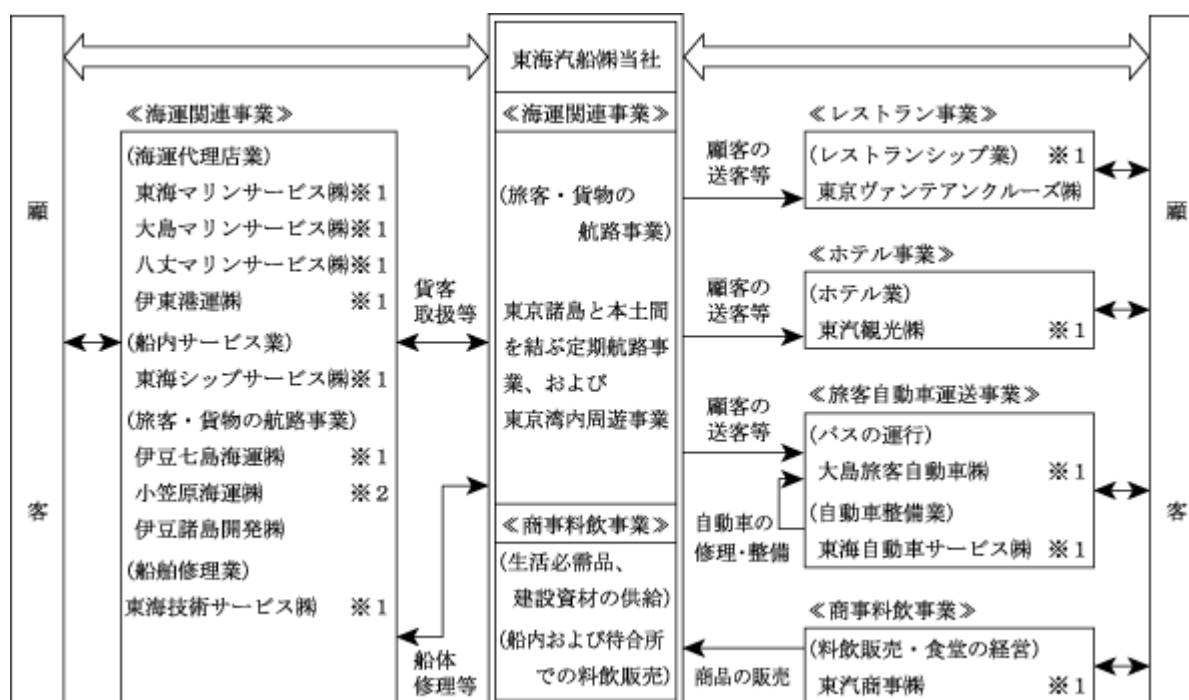 顧
客
≪海運関連事業≫
(海運代理店業)
東海マリンサービス㈱※1
大島マリンサービス㈱※1
八丈マリンサービス㈱※1
伊東港運㈱ ※1
(船内サービス業)
東海シップサービス㈱※1
(旅客・貨物の航路事業)
伊豆七島海運㈱ ※1
小笠原海運㈱ ※2
伊豆諸島開発㈱
(船舶修理業)
東海技術サービス㈱ ※1
貨客
取扱等
船体
修理等
東海汽船㈱当社
≪海運関連事業≫
(旅客・貨物の
航路事業)
東京諸島と本土間
を結ぶ定期航路事
業、および
東京湾内周遊事業
≪商事料飲事業≫
(生活必需品、
建設資材の供給)
(船内および待合所
での料飲販売)
顧客の
送客等
顧客の
送客等
顧客の
送客等
自動車の
修理・整備
商品の販売
≪レストラン事業≫
(レストランシップ業) ※1
東京ヴァンテアンクルーズ㈱
≪ホテル事業≫
(ホテル業)
東汽観光㈱ ※1
≪旅客自動車運送事業≫
(バスの運行)
大島旅客自動車㈱ ※1
(自動車整備業)
東海自動車サービス㈱ ※1
≪商事料飲事業≫
(料飲販売・食堂の経営)
東汽商事㈱ ※1
顧
客